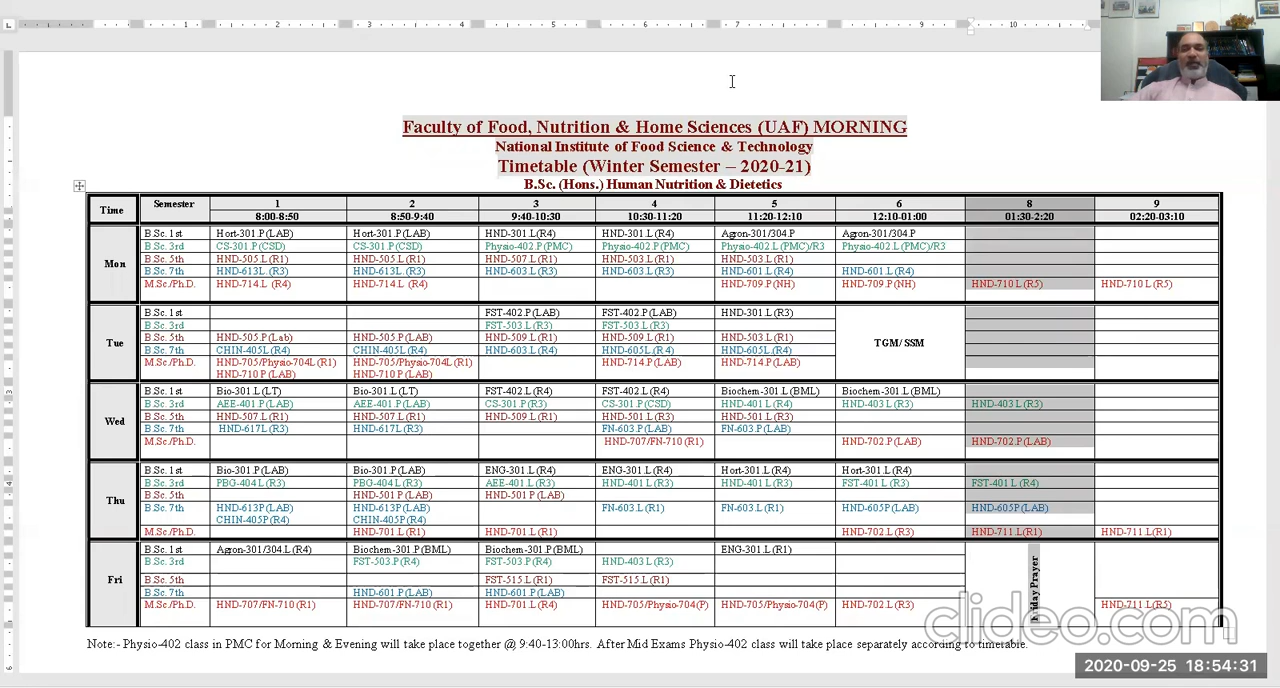 Faculty of Food, Nutrition & Home Sciences (UAF) MORNING
National Institute of Food Science & Technology
Timetable (Winter Semester – 2020-21)
B.Sc. (Hons.) Human Nutrition & Dietetics
Time Semester 1 2 3 4 5 6 8 9
8:00-8:50 8:50-9:40 9:40-10:30 10:30-11:20 11:20-12:10 12:10-01:00 01:30-2:20 02:20-03:10
Mon
B.Sc. 1st Hort-301.P(LAB) Hort-301.P(LAB) HND-301.L(R4) HND-301.L(R4) Agron-301/304.P Agron-301/304.P
B.Sc. 3rd CS-301.P(CSD) CS-301.P(CSD) Physio-402.P(PMC) Physio-402.P(PMC) Physio-402.L(PMC)/R3 Physio-402.L(PMC)/R3
B.Sc. 5th HND-505.L(R1) HND-505.L(R1) HND-507.L(R1) HND-503.L(R1) HND-503.L(R1)
B.Sc. 7th HND-613L.(R3) HND-613L.(R3) HND-603.L(R3) HND-603.L(R3) HND-601.L(R4) HND-601.L(R4)
M.Sc./Ph.D. HND-714.L (R4) HND-714.L (R4) HND-709.P(NH) HND-709.P(NH) HND-710.L(R5) HND-710.L(R5)
Tue
B.Sc. 1st FST-402.P(LAB) FST-402.P(LAB) HND-301.L(R3) TGM/ SSM
B.Sc. 3rd FST-503.L(R3) FST-503.L(R3)
B.Sc. 5th HND-505.P(Lab) HND-505.P(LAB) HND-509.L(R1) HND-509.L(R1) HND-503.L(R1)
B.Sc. 7th CHIN-405L(R4) CHIN-405L(R4) HND-603.L(R4) HND-605L(R4) HND-605L(R4)
M.Sc./Ph.D. HND-705/Physio-704L(R1) HND-705/Physio-704L(R1) HND-714.P(LAB) HND-714.P(LAB)
HND-710.P(LAB) HND-710.P(LAB)
Wed
B.Sc. 1st Bio-301.L(LT) Bio-301.L(LT) FST-402.L(R4) FST-402.L(R4) Biochem-301.L(BML) Biochem-301.L(BML)
B.Sc. 3rd AEE-401.P(LAB) AEE-401.P(LAB) CS-301.P(R3) CS-301.P(CSD) HND-401.L(R4) HND-403.L(R3) HND-403.L(R3)
B.Sc. 5th HND-507.L(R1) HND-507.L(R1) HND-509.L(R1) HND-501.L(R3) HND-501.L(R3)
B.Sc. 7th HND-617L(R3) HND-617L(R3) FN-603.P(LAB) FN-603.P(LAB)
M.Sc./Ph.D. HND-707/FN-710 (R1) HND-702.P(LAB) HND-702.P(LAB)
Thu
B.Sc. 1st Bio-301.P(LAB) Bio-301.P(LAB) ENG-301.L(R4) ENG-301.L(R4) Hort-301.L(R4) Hort-301.L(R4)
B.Sc. 3rd PBG-404.L(R3) PBG-404.L(R3) AEE-401.L(R3) HND-401.L(R3) HND-401.L(R3) FST-401.L(R3) FST-401.L(R4)
B.Sc. 5th HND-501.P(LAB) HND-501.P(LAB)
B.Sc. 7th HND-613P(LAB) HND-613P(LAB) FN-603.L(R1) FN-603.L(R1) HND-605P(LAB) HND-605P(LAB)
CHIN-405P(R4) CHIN-405P(R4)
M.Sc./Ph.D. HND-701.L(R1) HND-701.L(R1) HND-702.L(R3) HND-711.L(R1) HND-711.L(R1)
Fri
B.Sc. 1st Agron-301/304.L(R4) Biochem-301.P(BML) Biochem-301.P(BML) ENG-301.L(R1) Friday Prayer
B.Sc. 3rd FST-503.P(R4) FST-503.P(R4) HND-403.L(R3)
B.Sc. 5th FST-515.L(R1) FST-515.L(R1)
B.Sc. 7th HND-601.P(LAB) HND-601.P(LAB)
M.Sc./Ph.D. HND-707/FN-710 (R1) HND-707/FN-710 (R1) HND-701.L(R4) HND-705/Physio-704(P) HND-705/Physio-704(P) HND-702.L(R3) HND-711.L(R5)
clideo.com
Note:- Physio-402 class in PMC for Morning & Evening will take place together @ 9:40-13:00hrs. After Mid Exams Physio-402 class will take place separately according to timetable.
2020-09-25 18:54:31